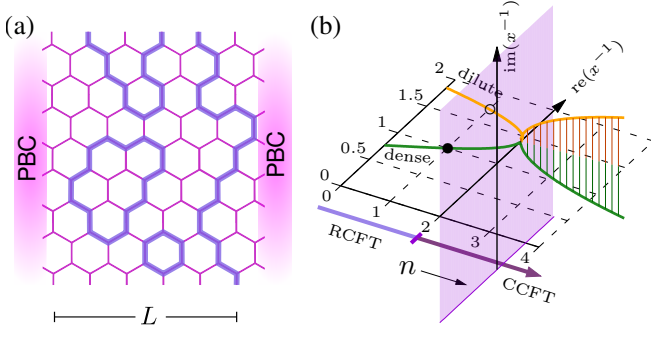 (a)
PBC
PBC
L
(b)
im(x⁻¹)
re(x⁻¹)
2
dilute
1.5
1
0.5
dense
0
0
1
2
3
4
RCFT
n
CCFT